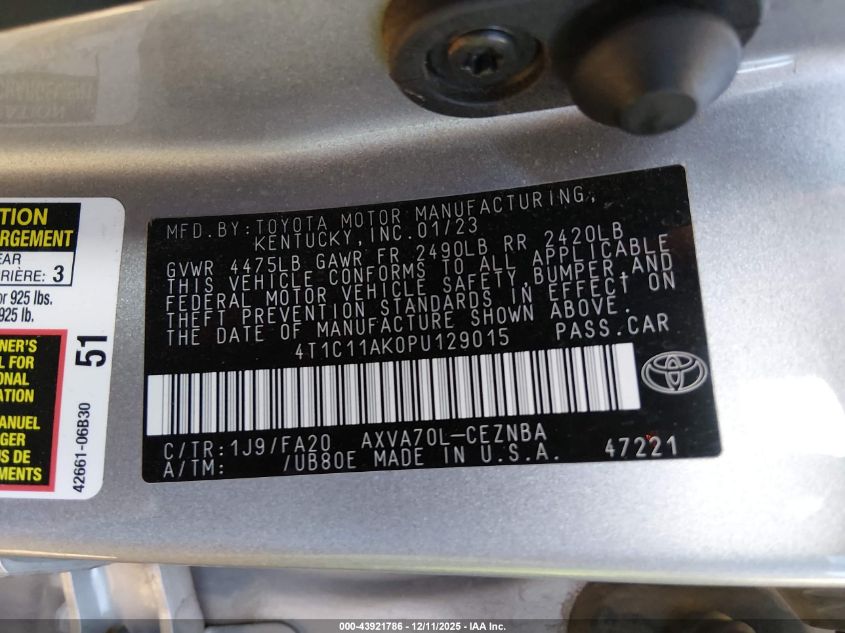 MFD. BY: TOYOTA MOTOR MANUFACTURING,
KENTUCKY, INC. 01/23
GVWR 4475LB GAWR FR 2490LB RR 2420LB
THIS VEHICLE CONFORMS TO ALL APPLICABLE
FEDERAL MOTOR VEHICLE SAFETY, BUMPER, AND
THEFT PREVENTION STANDARDS IN EFFECT ON
THE DATE OF MANUFACTURE SHOWN ABOVE.
4T1C11AK0PU129015 PASS.CAR
C/TR: 1J9/FA20 AXVA70L-CEZNBA
A/TM: /UB80E MADE IN U.S.A. 47221
TION
ARGEMENT
EAR
RRIÈRE: 3
or 925 lbs.
925 lb.
NER'S
L FOR
ONAL
ATION
MANUEL
GER
US DE
EMENTS
51
42661-06B30
000-43921786 - 12/11/2025 - IAA Inc.